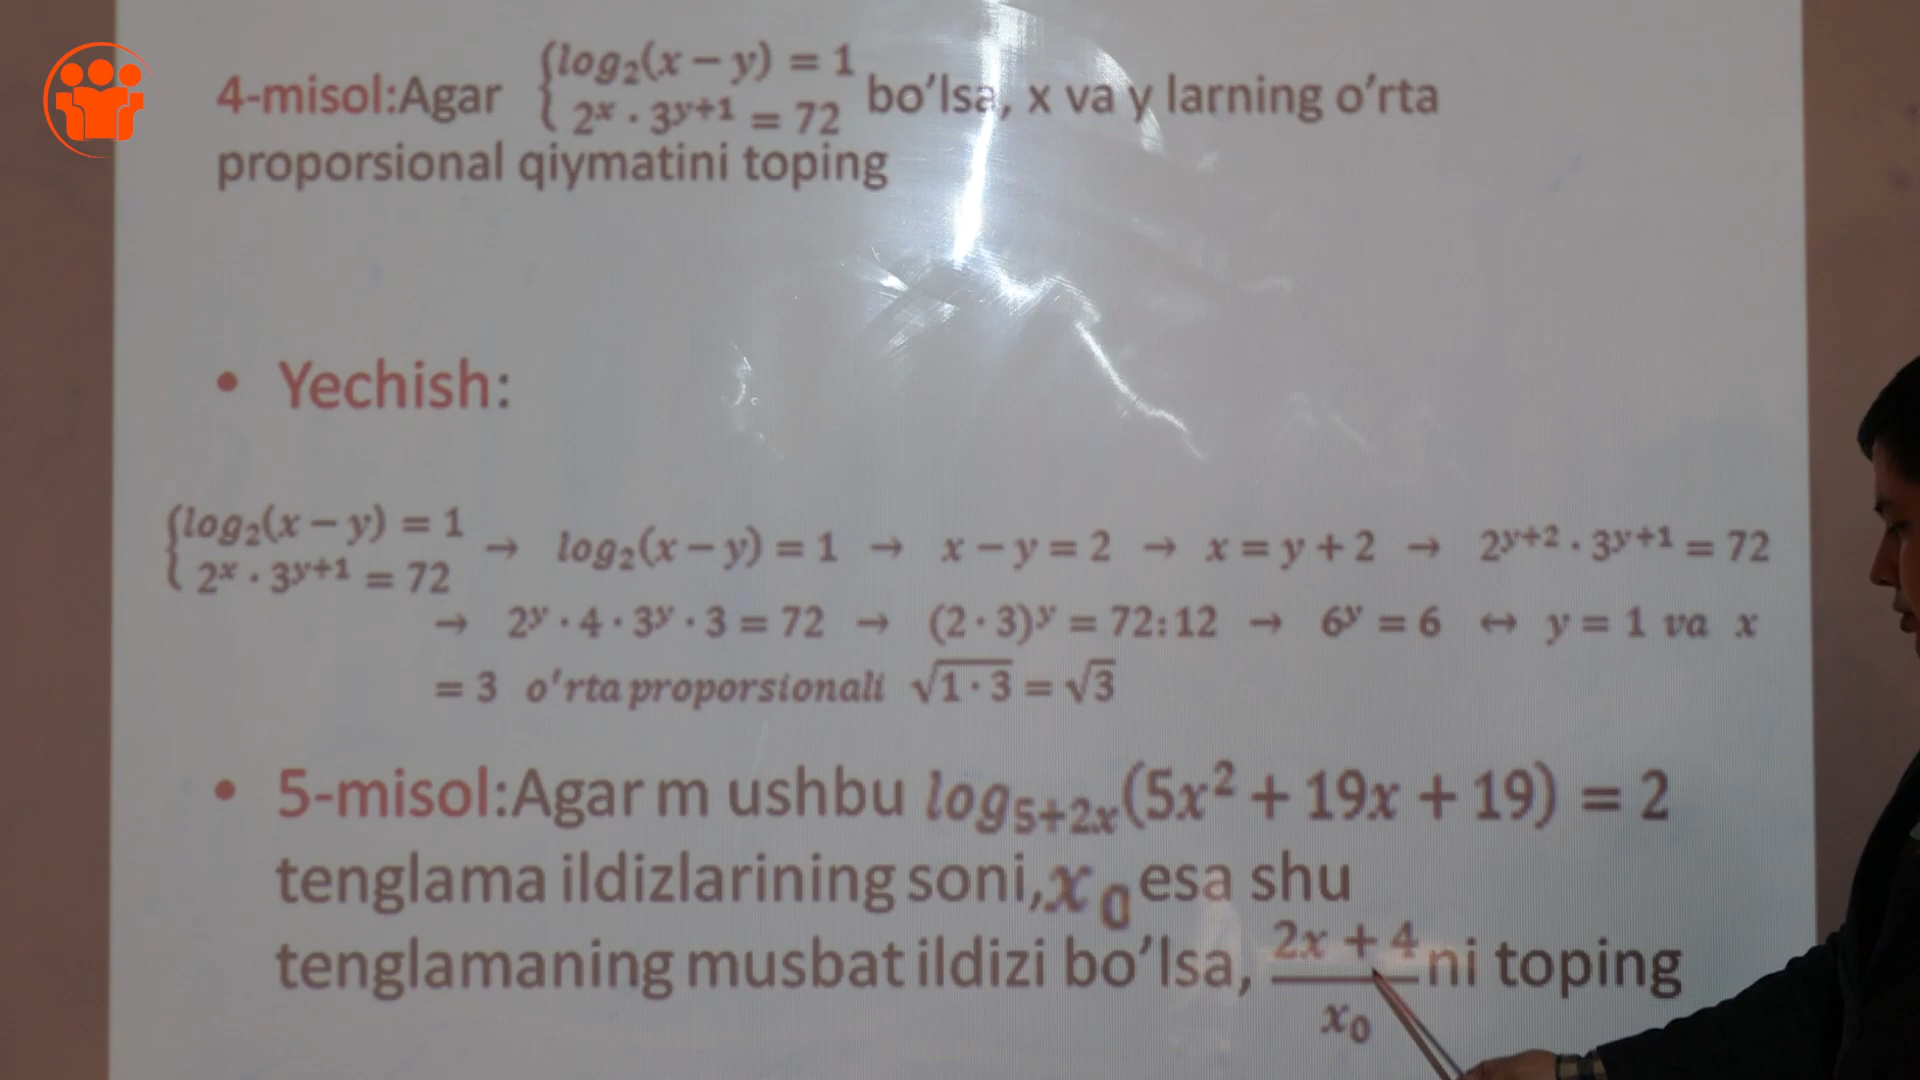 4-misol:Agar {log₂(x − y) = 1 bo’lsa, x va y larning o’rta
2ˣ · 3ʸ⁺¹ = 72
proporsional qiymatini toping
• Yechish:
{log₂(x − y) = 1 → log₂(x − y) = 1 → x − y = 2 → x = y + 2 → 2ʸ⁺² · 3ʸ⁺¹ = 72
2ˣ · 3ʸ⁺¹ = 72
→ 2ʸ · 4 · 3ʸ · 3 = 72 → (2 · 3)ʸ = 72:12 → 6ʸ = 6 ↔ y = 1 va x
= 3 o'rta proporsionali √(1 · 3) = √3
• 5-misol:Agar m ushbu log₅₊₂ₓ(5x² + 19x + 19) = 2
tenglama ildizlarining soni,x₀ esa shu
tenglamaning musbat ildizi bo’lsa, (2x + 4)/x₀ ni toping